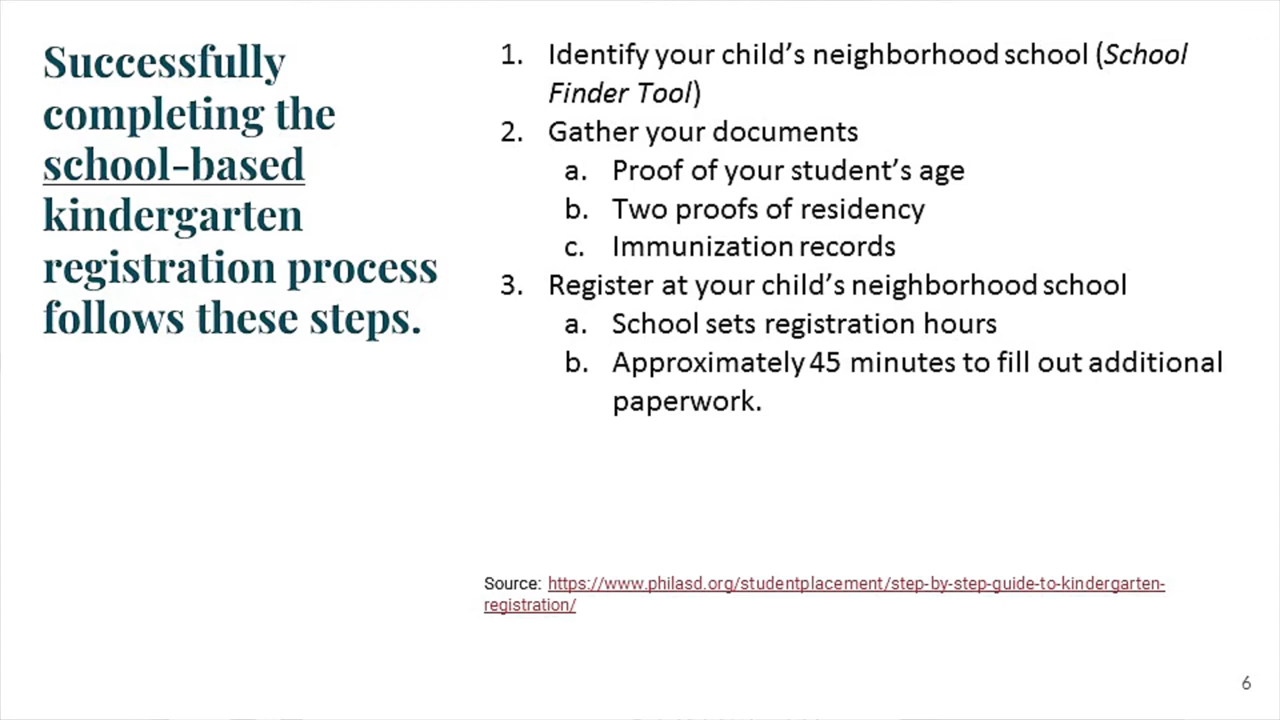 Successfully
completing the
school-based
kindergarten
registration process
follows these steps.
1. Identify your child's neighborhood school (School
Finder Tool)
2. Gather your documents
a. Proof of your student's age
b. Two proofs of residency
c. Immunization records
3. Register at your child's neighborhood school
a. School sets registration hours
b. Approximately 45 minutes to fill out additional
paperwork.
Source: https://www.philasd.org/studentplacement/step-by-step-guide-to-kindergarten-
registration/
6